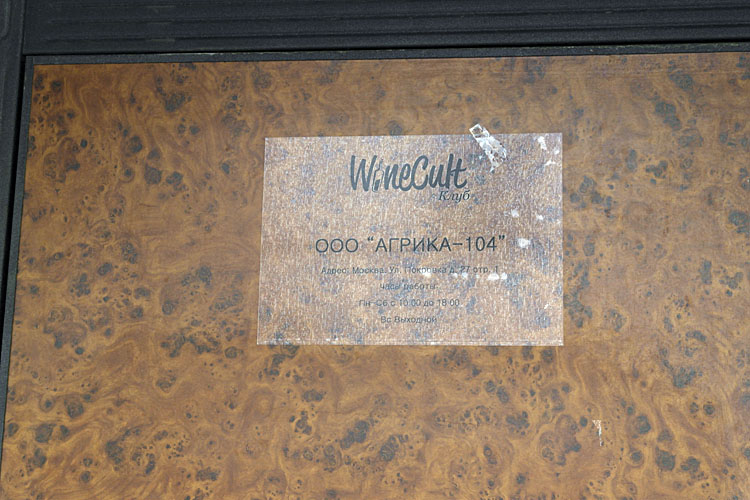 WineCult
Клуб
ООО "АГРИКА-104"
Адрес: Москва. Ул. Покровка д. 27 стр. 1
часы работы:
Пн-Сб с 10:00 до 18:00
Вс Выходной